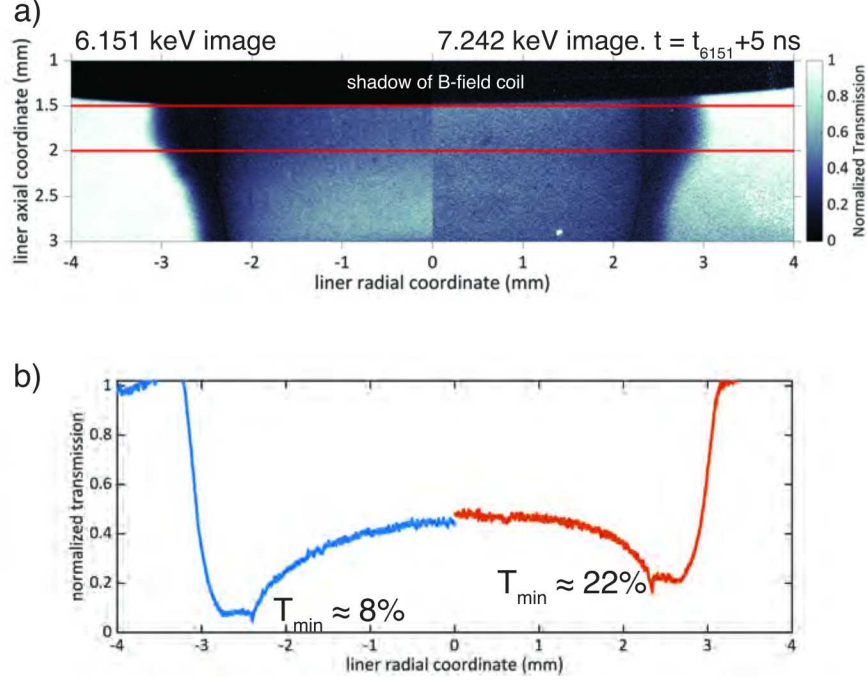 a)
6.151 keV image
7.242 keV image. t = t6151+5 ns
shadow of B-field coil
liner axial coordinate (mm)
1
1.5
2
2.5
3
-4 -3 -2 -1 0 1 2 3 4
liner radial coordinate (mm)
1
0.8
0.6
0.4
0.2
0
Normalized Transmission
b)
normalized transmission
1
0.8
0.6
0.4
0.2
0
Tmin ≈ 8%
Tmin ≈ 22%
-4 -3 -2 -1 0 1 2 3 4
liner radial coordinate (mm)